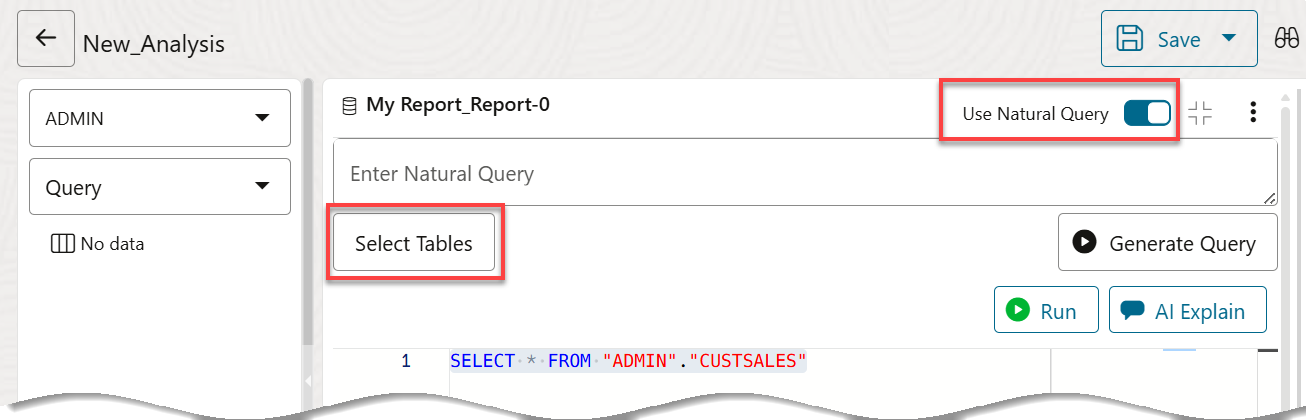 New_Analysis
Save
ADMIN
My Report_Report-0
Use Natural Query
Query
Enter Natural Query
No data
Select Tables
Generate Query
Run
AI Explain
1 SELECT * FROM "ADMIN"."CUSTSALES"